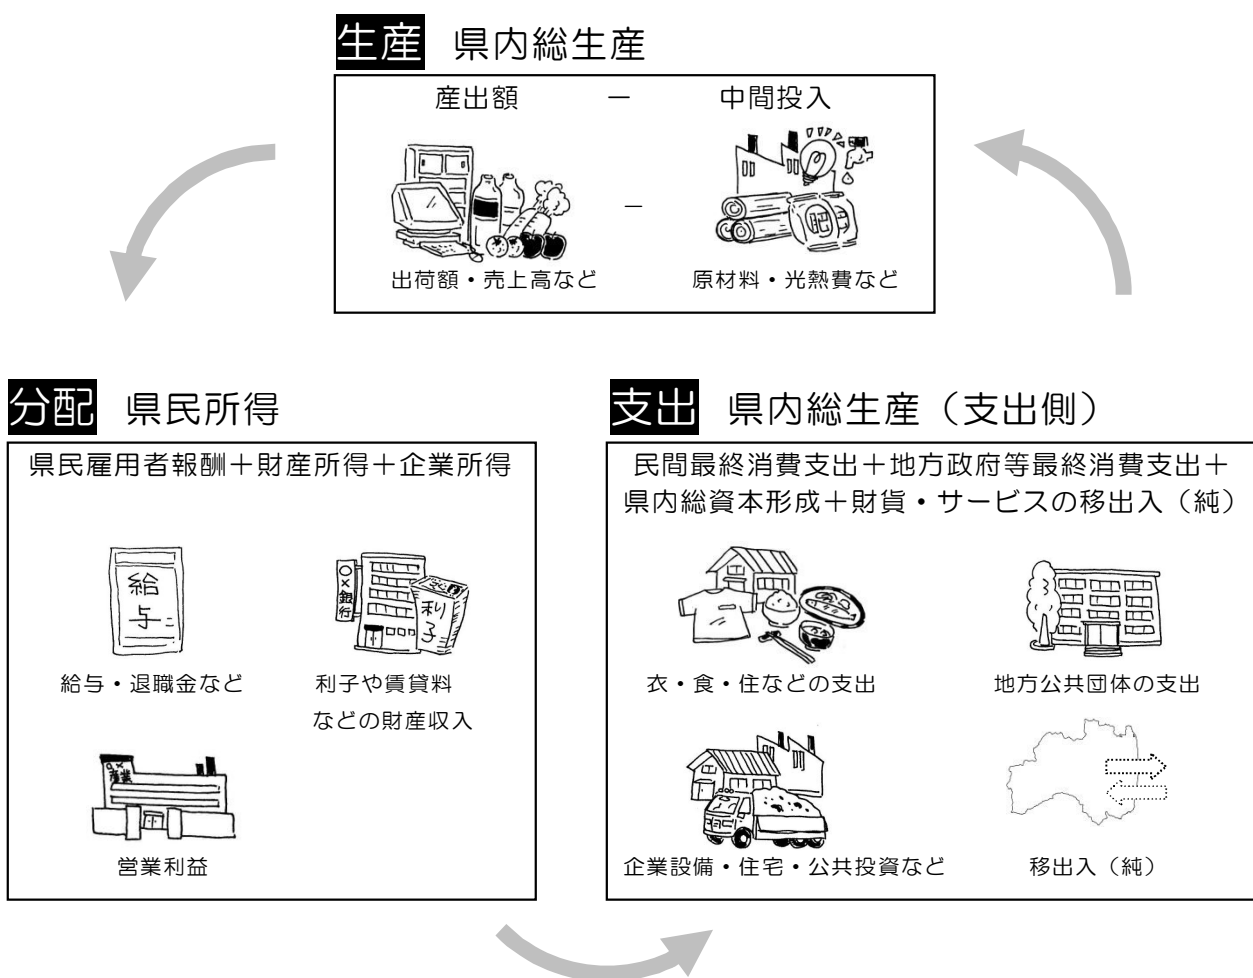 生産 県内総生産
産出額 － 中間投入
－
出荷額・売上高など
原材料・光熱費など
分配 県民所得
県民雇用者報酬＋財産所得＋企業所得
給与
○×銀行
利子
給与・退職金など
利子や賃貸料
などの財産収入
○×産業
営業利益
支出 県内総生産（支出側）
民間最終消費支出＋地方政府等最終消費支出＋
県内総資本形成＋財貨・サービスの移出入（純）
衣・食・住などの支出
地方公共団体の支出
企業設備・住宅・公共投資など
移出入（純）